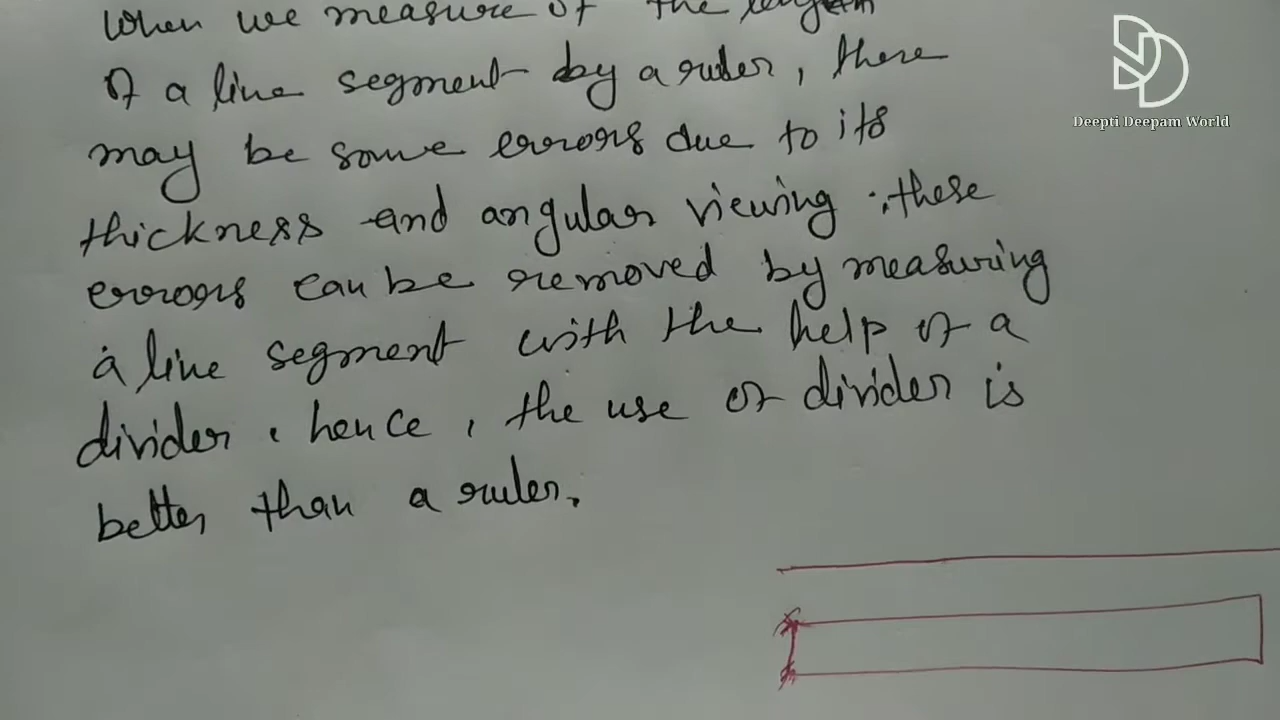 When we measure of the length
of a line segment by a ruler, there
may be some errors due to its
thickness and angular viewing. these
errors can be removed by measuring
a line segment with the help of a
divider. hence, the use of divider is
better than a ruler.
Deepti Deepam World